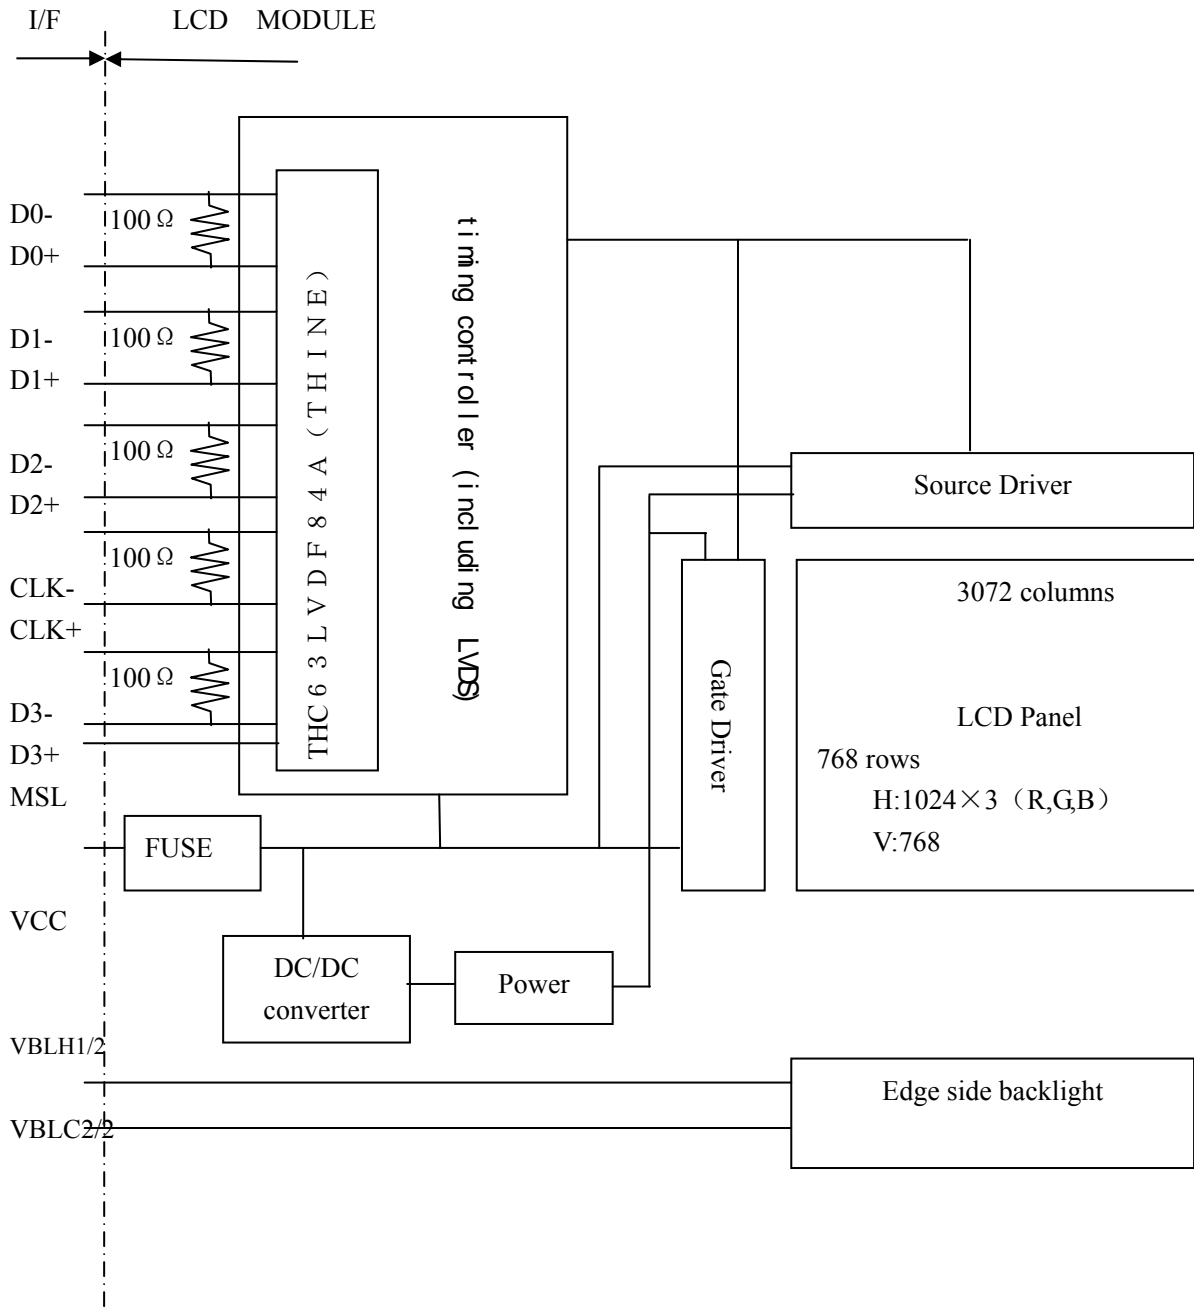 I/F LCD MODULE
D0-
100Ω
D0+
D1-
100Ω
D1+
100Ω
D2-
D2+
100Ω
CLK-
CLK+
100Ω
D3-
D3+
MSL
THC63LVDF84A(THINE)
timing controller (including LVDS)
Source Driver
3072 columns
Gate Driver
LCD Panel
768 rows
H:1024×3（R,G,B）
V:768
FUSE
VCC
DC/DC
converter
Power
VBLH1/2
Edge side backlight
VBLC2/2